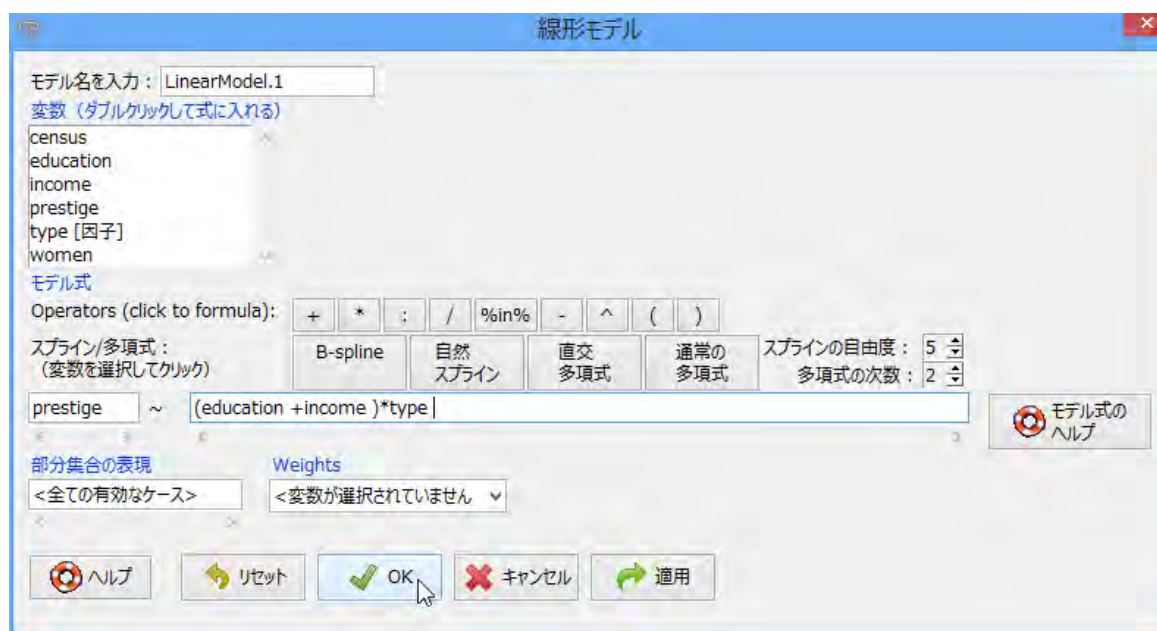 線形モデル
モデル名を入力 : LinearModel.1
変数（ダブルクリックして式に入れる）
census
education
income
prestige
type [因子]
women
モデル式
Operators (click to formula): + * : / %in% - ^ ( )
スプライン/多項式 :
（変数を選択してクリック）
B-spline
自然
スプライン
直交
多項式
通常の
多項式
スプラインの自由度 : 5
多項式の次数 : 2
prestige ~ (education +income )*type
モデル式の
ヘルプ
部分集合の表現 Weights
<全ての有効なケース> <変数が選択されていません
ヘルプ リセット OK キャンセル 適用